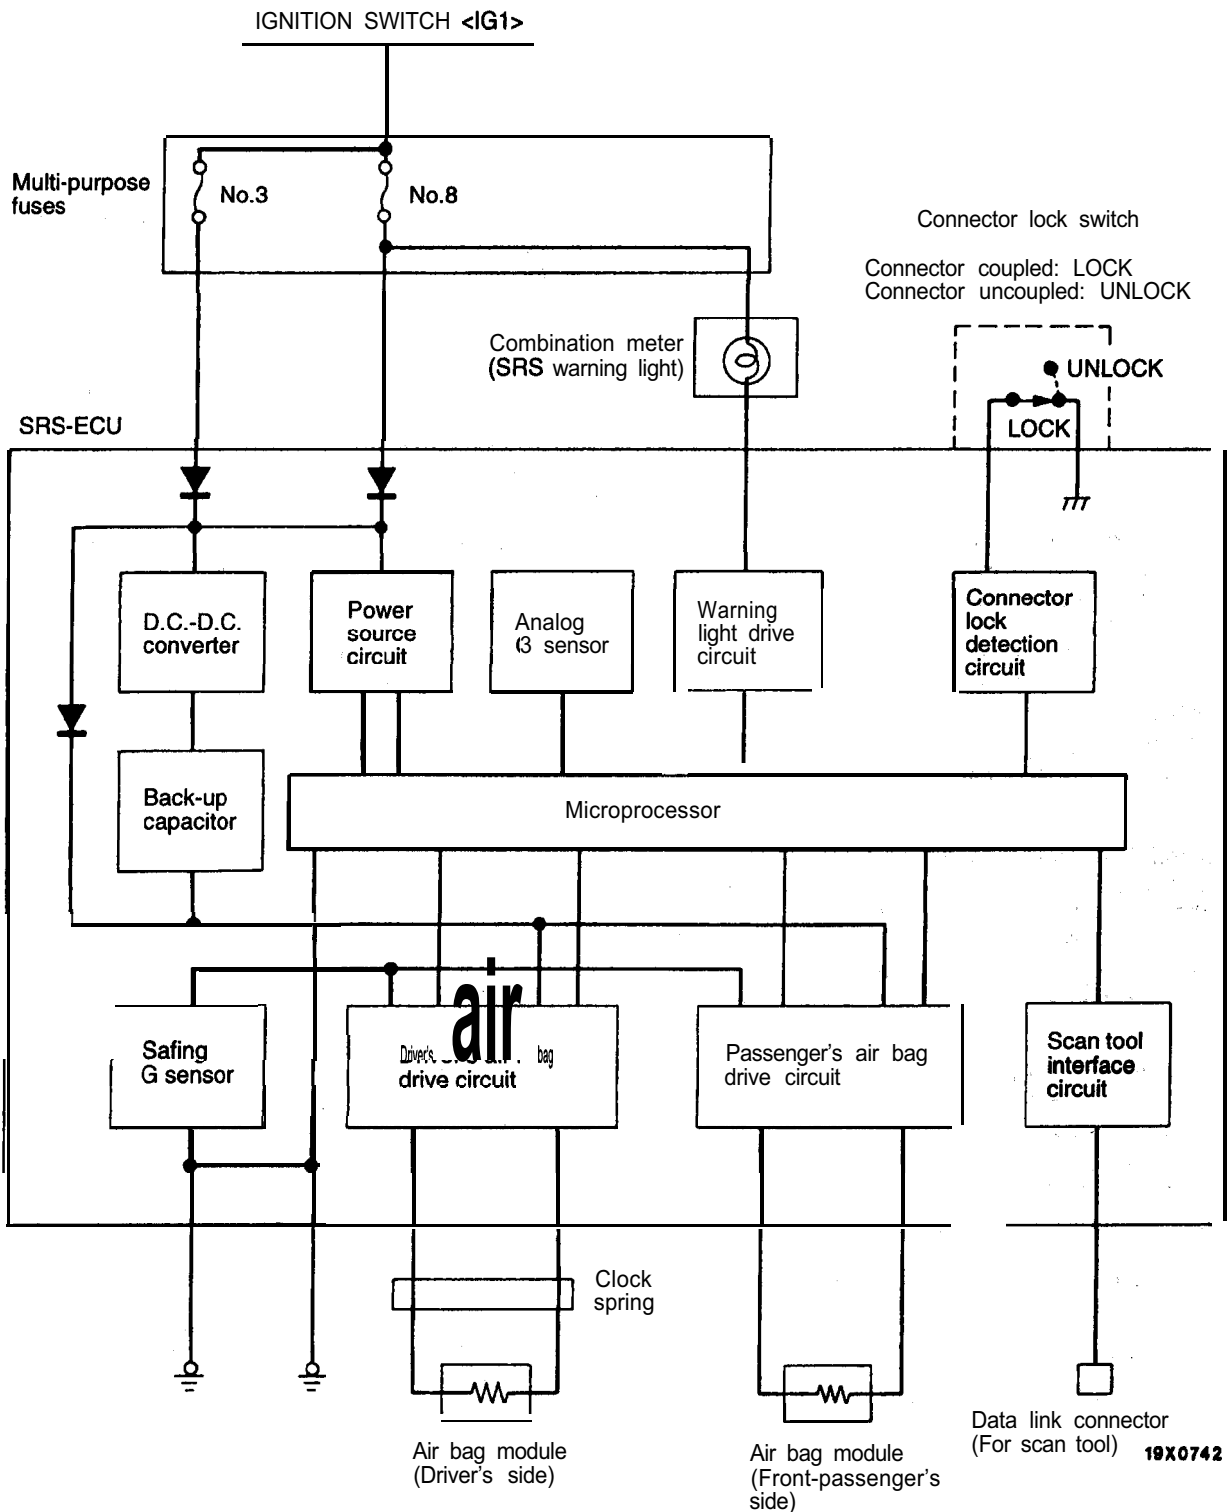 IGNITION SWITCH <IG1>
Multi-purpose
fuses
No.3
No.8
Connector lock switch
Connector coupled: LOCK
Connector uncoupled: UNLOCK
Combination meter
(SRS warning light)
UNLOCK
LOCK
SRS-ECU
D.C.-D.C.
converter
Power
source
circuit
Analog
(3 sensor
Warning
light drive
circuit
Connector
lock
detection
circuit
Back-up
capacitor
Microprocessor
Safing
G sensor
air
Driver's bag
drive circuit
Passenger's air bag
drive circuit
Scan tool
interface
circuit
Clock
spring
Air bag module
(Driver's side)
Air bag module
(Front-passenger's
side)
Data link connector
(For scan tool)
19X0742